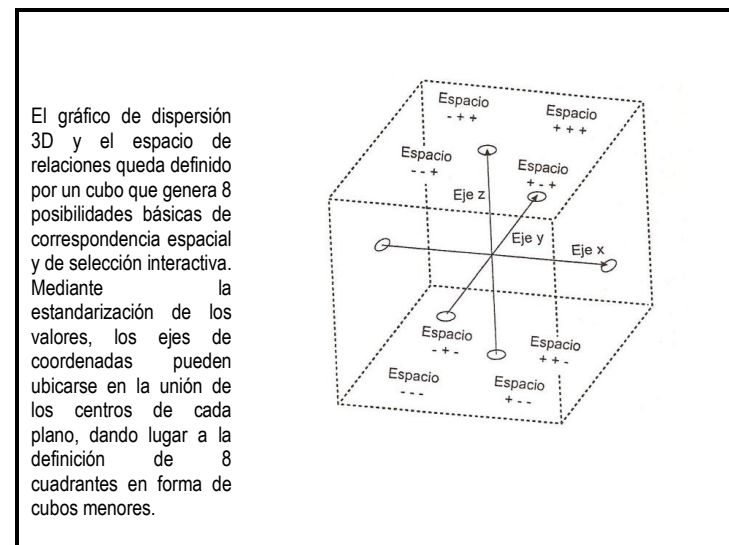 El gráfico de dispersión
3D y el espacio de
relaciones queda definido
por un cubo que genera 8
posibilidades básicas de
correspondencia espacial
y de selección interactiva.
Mediante la
estandarización de los
valores, los ejes de
coordenadas pueden
ubicarse en la unión de
los centros de cada
plano, dando lugar a la
definición de 8
cuadrantes en forma de
cubos menores.
Espacio
- + +
Espacio
+ + +
Espacio
- - +
Espacio
+ - +
Eje z
Eje y
Eje x
Espacio
- + -
Espacio
+ + -
Espacio
- - -
Espacio
+ - -